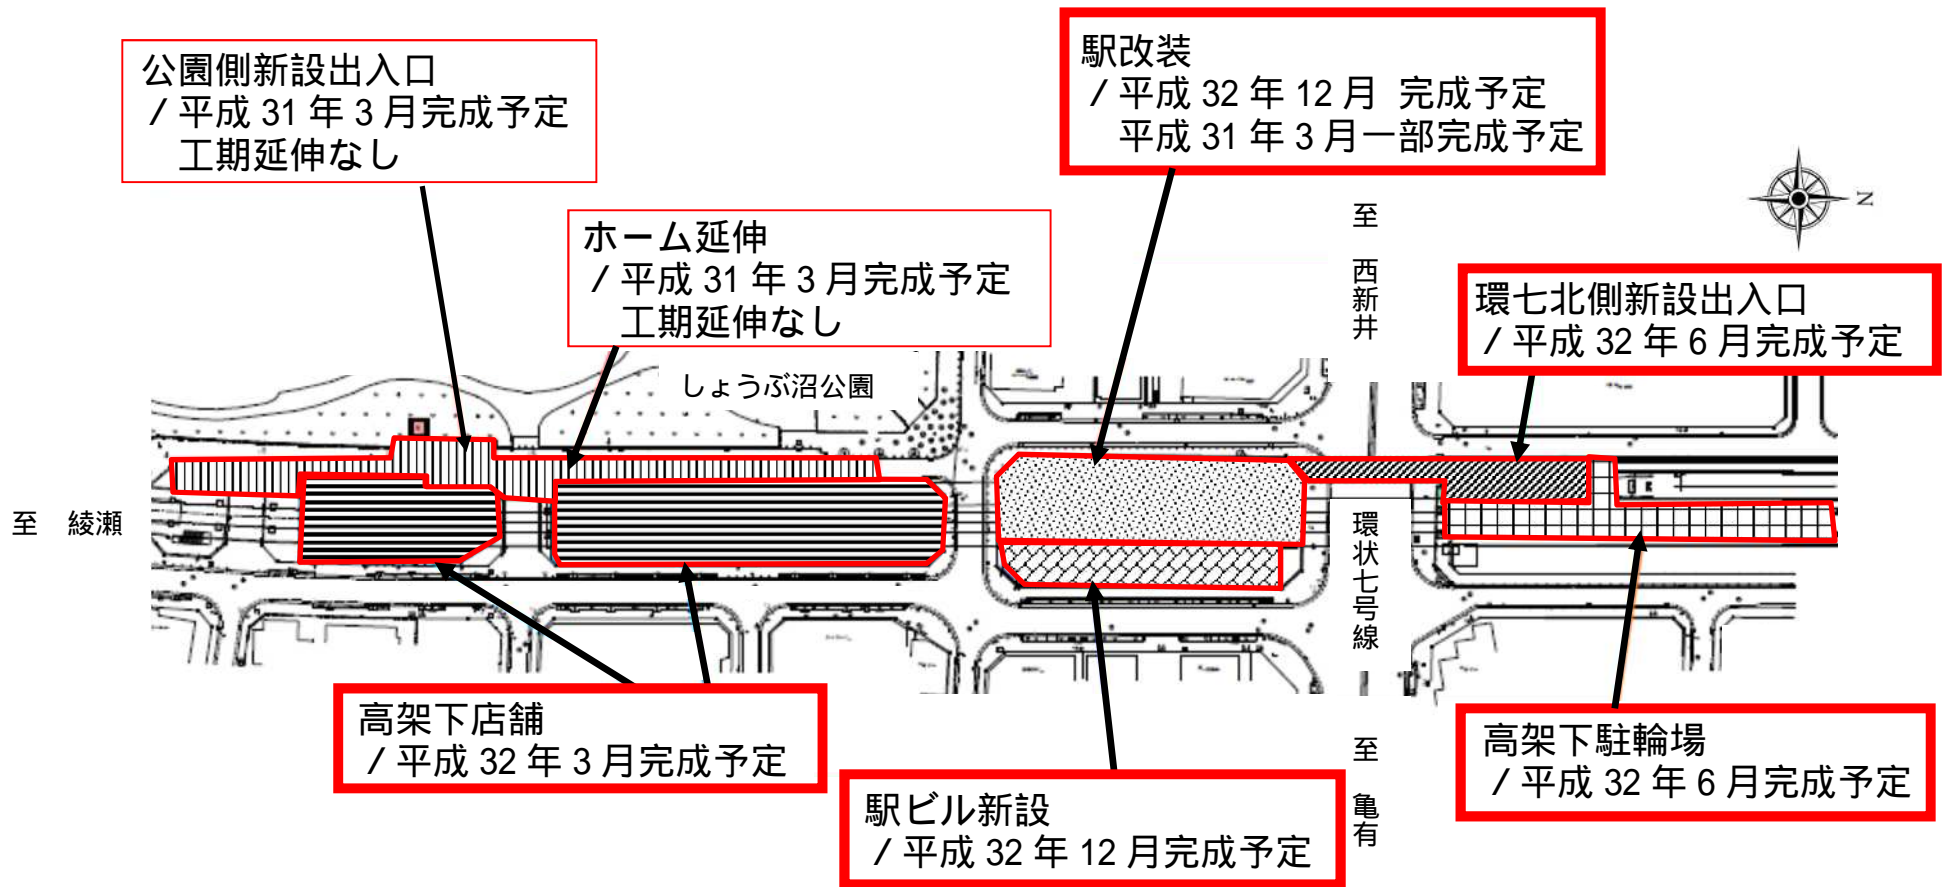 公園側新設出入口
/平成 31 年 3 月完成予定
工期延伸なし
駅改装
/平成 32 年 12 月 完成予定
平成 31 年 3 月一部完成予定
ホーム延伸
/平成 31 年 3 月完成予定
工期延伸なし
至 西新井
N
環七北側新設出入口
/平成 32 年 6 月完成予定
しょうぶ沼公園
至 綾瀬
環状七号線
高架下店舗
/平成 32 年 3 月完成予定
駅ビル新設
/平成 32 年 12 月完成予定
至 亀有
高架下駐輪場
/平成 32 年 6 月完成予定